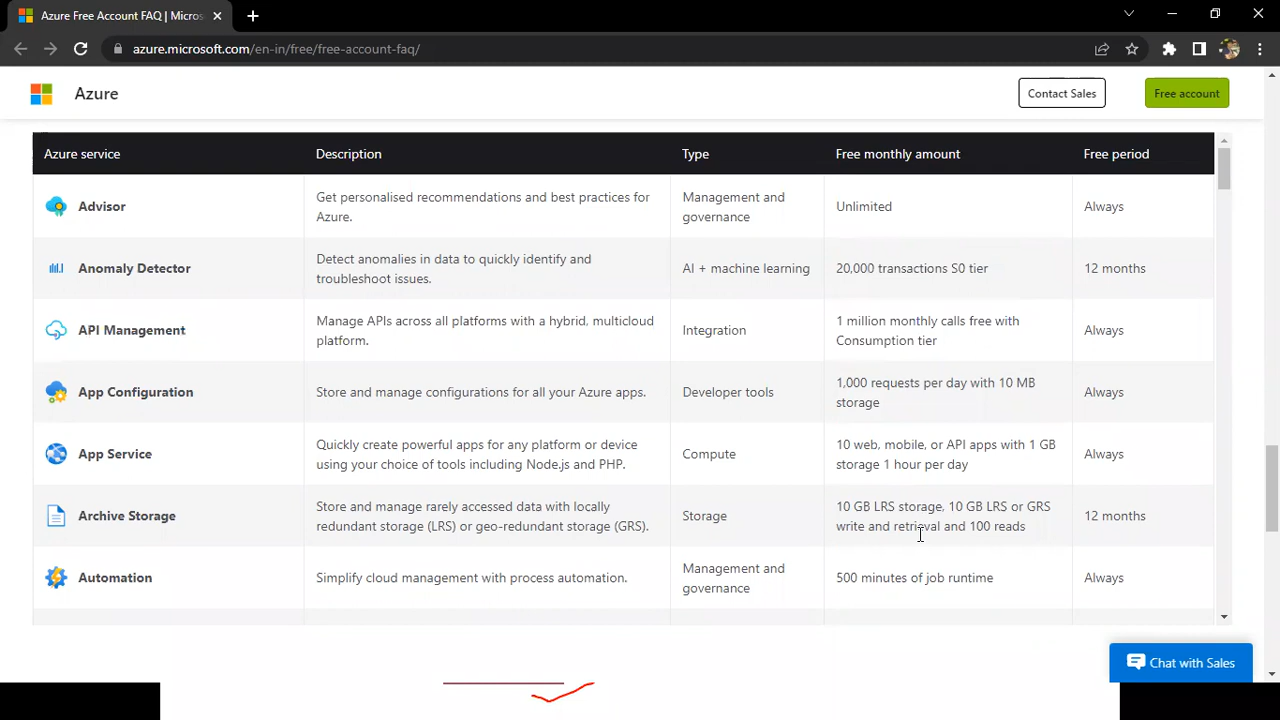 Azure Free Account FAQ | Micros
azure.microsoft.com/en-in/free/free-account-faq/
Azure
Contact Sales
Free account
Azure service Description Type Free monthly amount Free period
Advisor
Get personalised recommendations and best practices for
Azure.
Management and
governance
Unlimited
Always
Anomaly Detector
Detect anomalies in data to quickly identify and
troubleshoot issues.
AI + machine learning
20,000 transactions S0 tier
12 months
API Management
Manage APIs across all platforms with a hybrid, multicloud
platform.
Integration
1 million monthly calls free with
Consumption tier
Always
App Configuration
Store and manage configurations for all your Azure apps.
Developer tools
1,000 requests per day with 10 MB
storage
Always
App Service
Quickly create powerful apps for any platform or device
using your choice of tools including Node.js and PHP.
Compute
10 web, mobile, or API apps with 1 GB
storage 1 hour per day
Always
Archive Storage
Store and manage rarely accessed data with locally
redundant storage (LRS) or geo-redundant storage (GRS).
Storage
10 GB LRS storage, 10 GB LRS or GRS
write and retrieval and 100 reads
12 months
Automation
Simplify cloud management with process automation.
Management and
governance
500 minutes of job runtime
Always
Chat with Sales